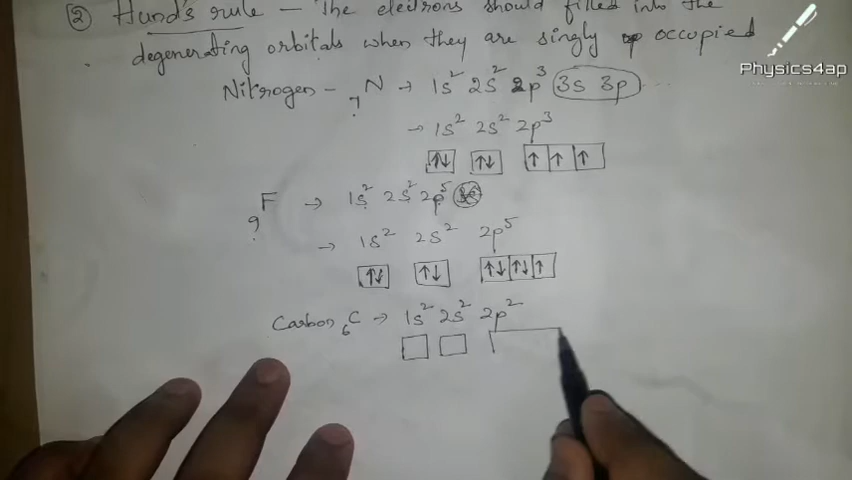 ② Hund's rule – The electrons should filled into the
degenerating orbitals when they are singly occupied
Physics4ap
Nitrogen – ₇N → 1s² 2s² 2p³ 3s 3p ...
→ 1s² 2s² 2p³
↑↓ ↑↓ ↑ ↑ ↑
₉F → 1s² 2s² 2p⁵
→ 1s² 2s² 2p⁵
↑↓ ↑↓ ↑↓ ↑↓ ↑
Carbon ₆C → 1s² 2s² 2p²